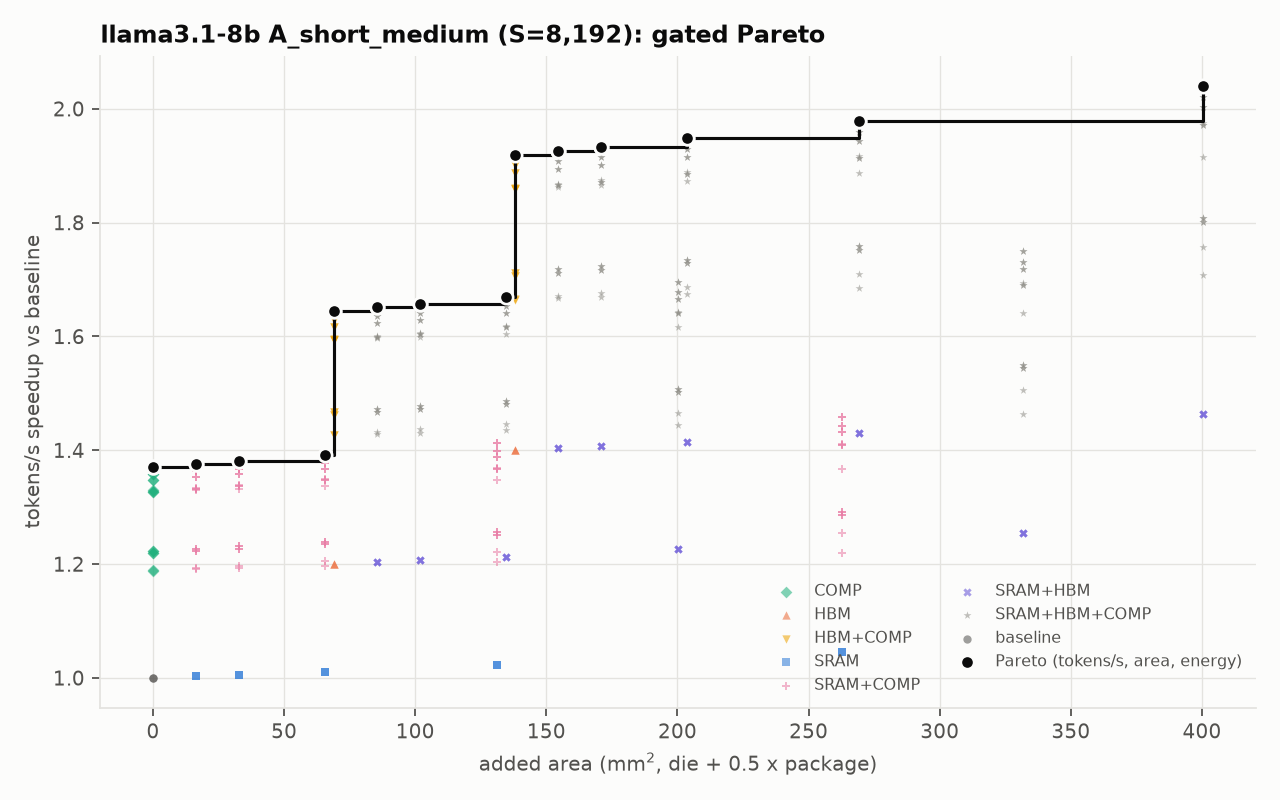 llama3.1-8b A_short_medium (S=8,192): gated Pareto
tokens/s speedup vs baseline
2.0
1.8
1.6
1.4
1.2
1.0
0
50
100
150
200
250
300
350
400
added area (mm², die + 0.5 x package)
COMP
HBM
HBM+COMP
SRAM
SRAM+COMP
SRAM+HBM
SRAM+HBM+COMP
baseline
Pareto (tokens/s, area, energy)